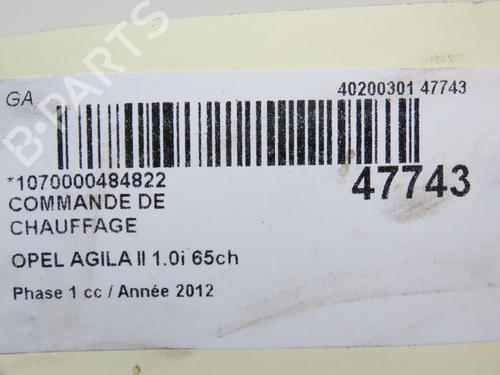 B-PARTS
GA
40200301 47743
*1070000484822
47743
COMMANDE DE
CHAUFFAGE
OPEL AGILA II 1.0i 65ch
Phase 1 cc / Année 2012